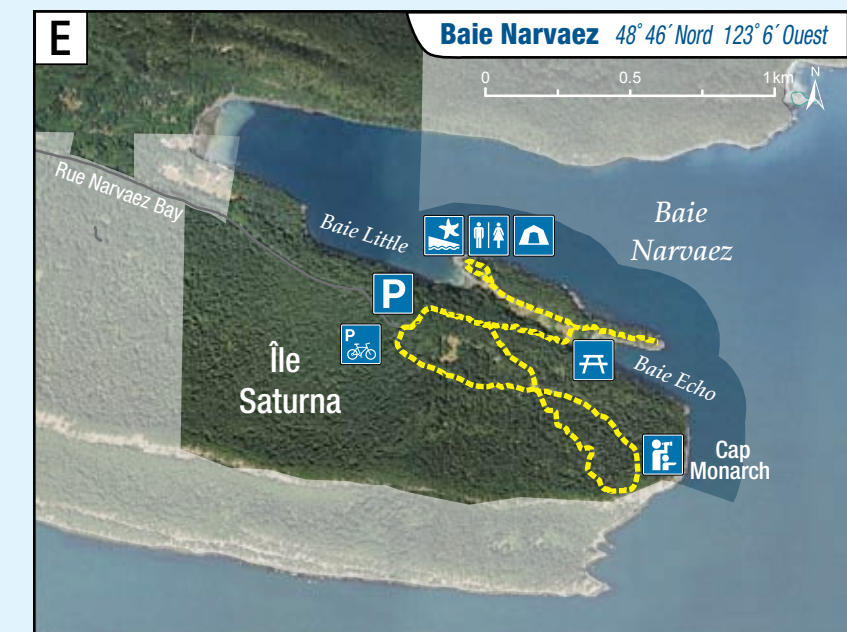 E
Baie Narvaez 48° 46′ Nord 123° 6′ Ouest
0 0.5 1km
N
Rue Narvaez Bay
Baie Little
Baie
Narvaez
P
P
Île
Saturna
Baie Echo
Cap
Monarch